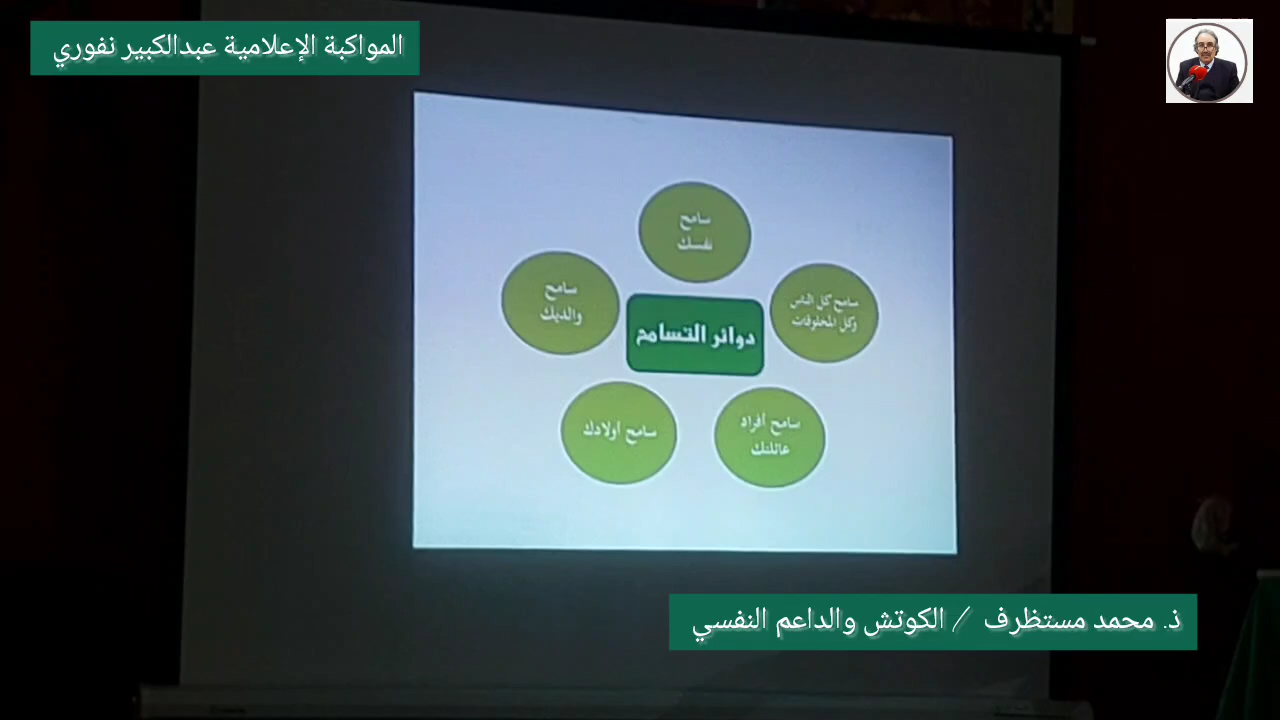 المواكبة الإعلامية عبدالكبير نفوري
سامح
نفسك
سامح
والديك
سامح كل الناس
وكل المخلوقات
دوائر التسامح
سامح أولادك
سامح أفراد
عائلتك
ذ. محمد مستظرف / الكوتش والداعم النفسي